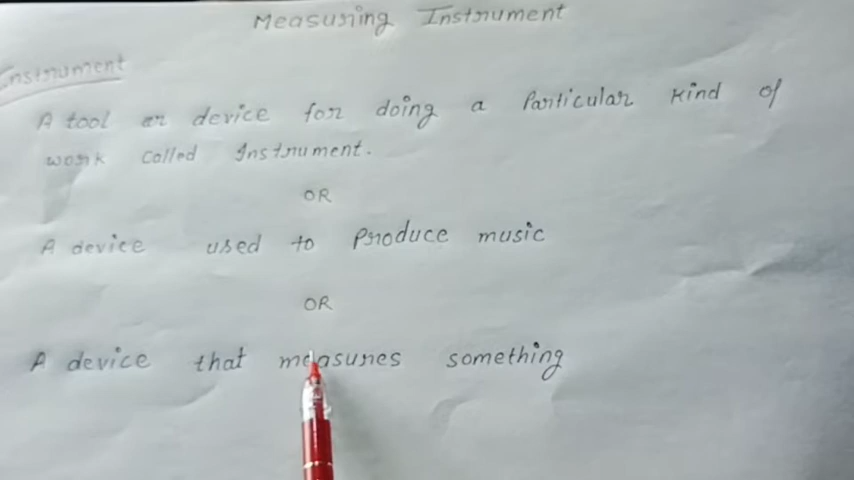 Measuring Instrument
Instrument
A tool or device for doing a Particular Kind of
work Called Instrument.
OR
A device used to Produce music
OR
A device that measures something